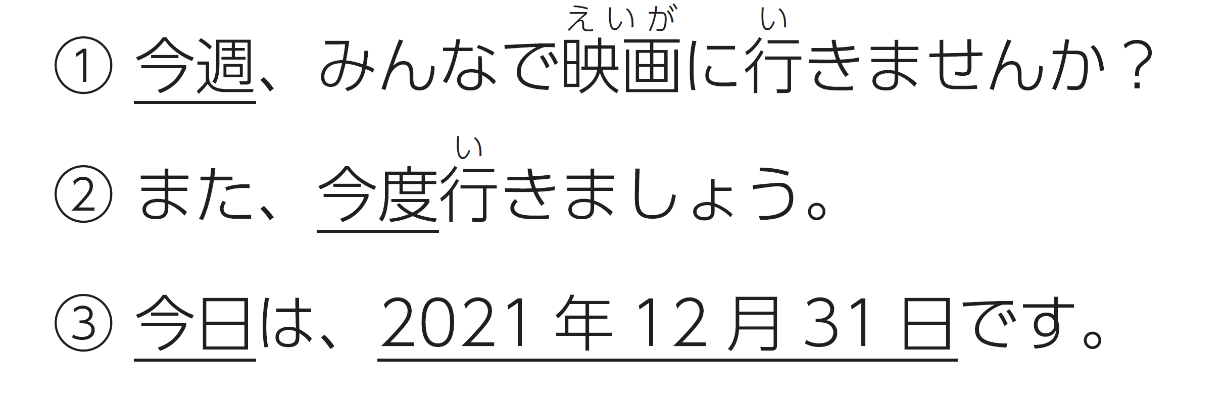 えいが い
① 今週、みんなで映画に行きませんか？
い
② また、今度行きましょう。
③ 今日は、2021 年 12 月 31 日です。